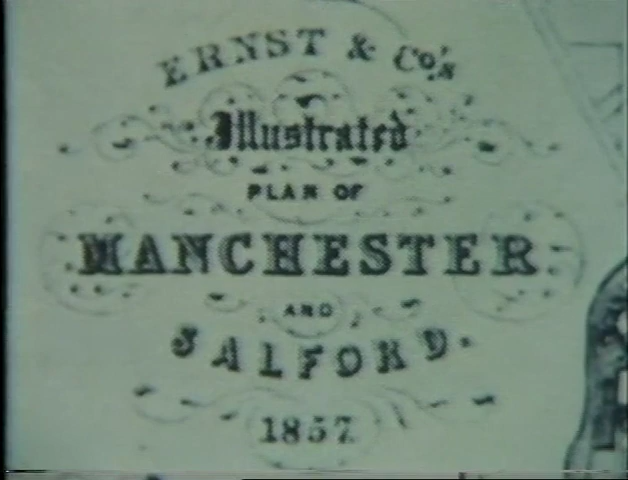 ERNST & Co's
Illustrated
PLAN OF
MANCHESTER
AND
SALFORD.
1857